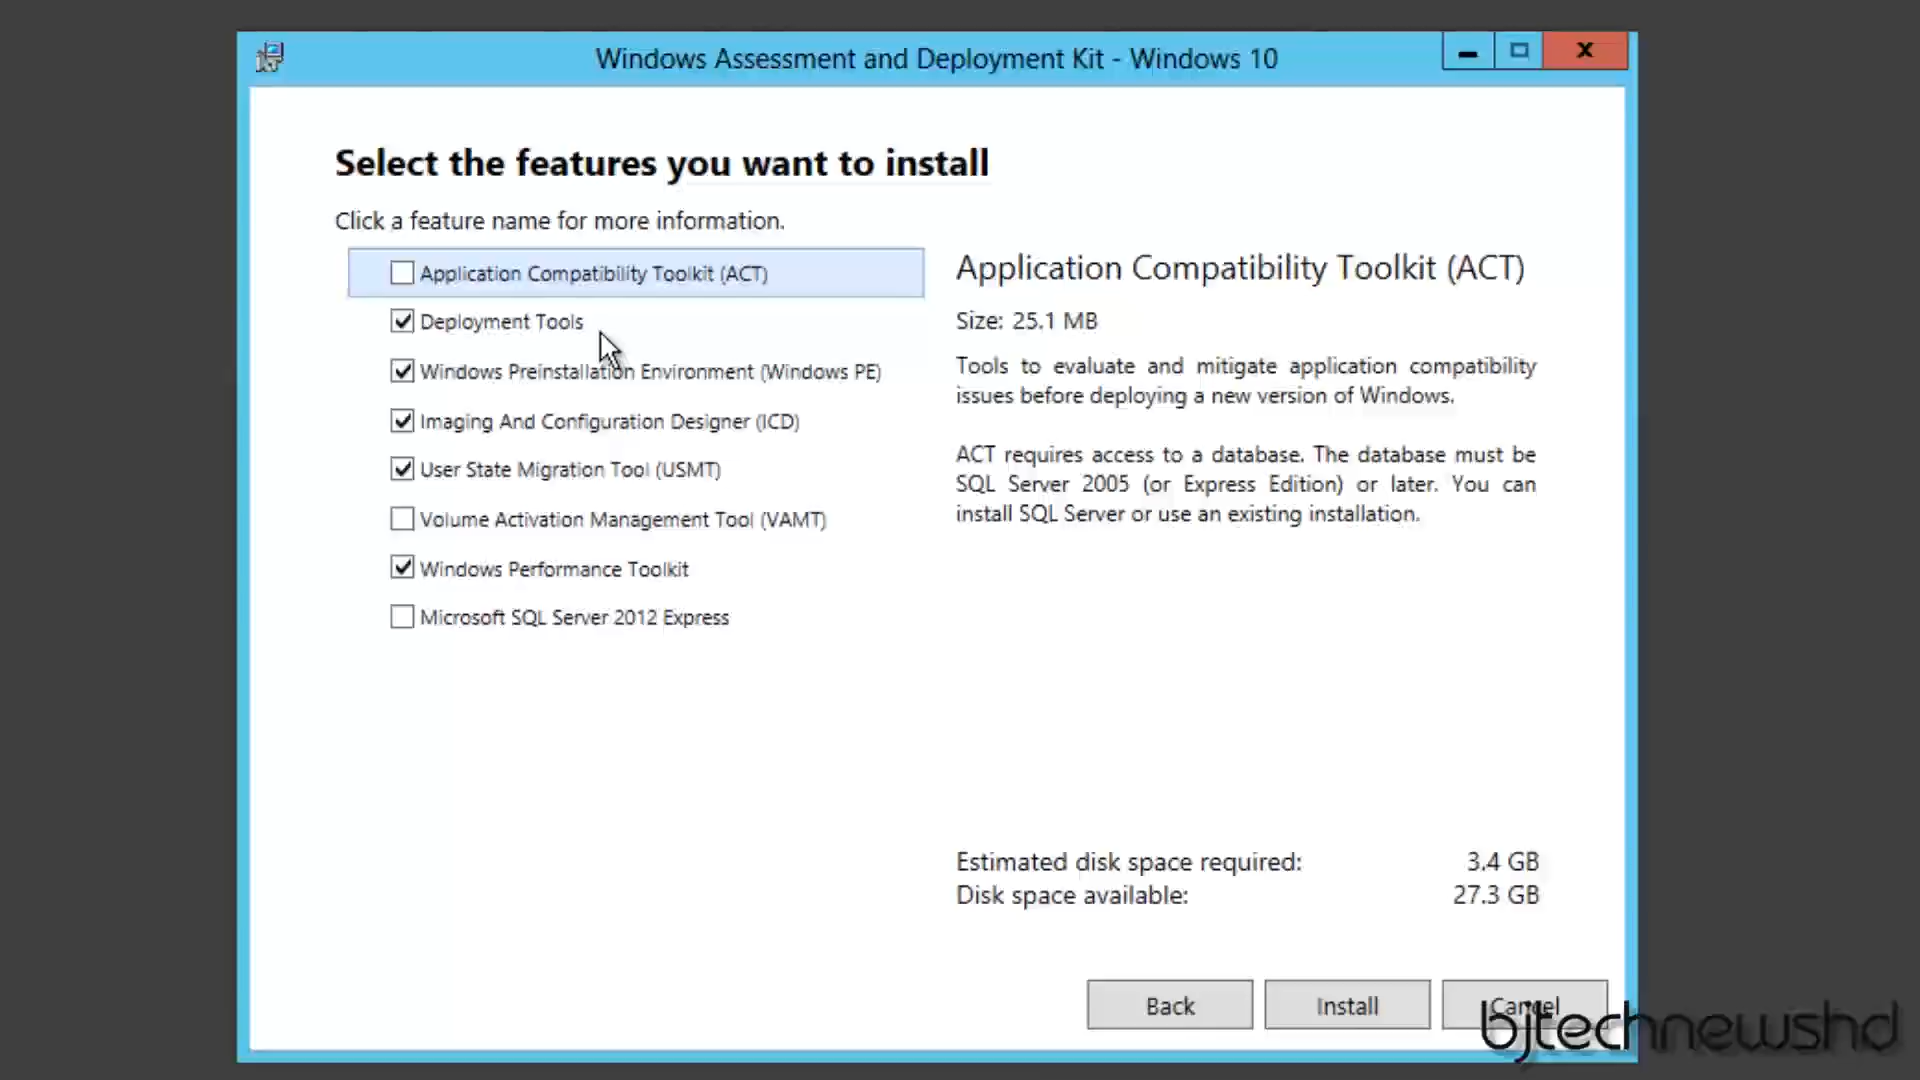 Windows Assessment and Deployment Kit - Windows 10
Select the features you want to install
Click a feature name for more information.
Application Compatibility Toolkit (ACT)
Deployment Tools
Windows Preinstallation Environment (Windows PE)
Imaging And Configuration Designer (ICD)
User State Migration Tool (USMT)
Volume Activation Management Tool (VAMT)
Windows Performance Toolkit
Microsoft SQL Server 2012 Express
Application Compatibility Toolkit (ACT)
Size: 25.1 MB
Tools to evaluate and mitigate application compatibility
issues before deploying a new version of Windows.
ACT requires access to a database. The database must be
SQL Server 2005 (or Express Edition) or later. You can
install SQL Server or use an existing installation.
Estimated disk space required: 3.4 GB
Disk space available: 27.3 GB
Back Install Cancel
bjtechnewshd